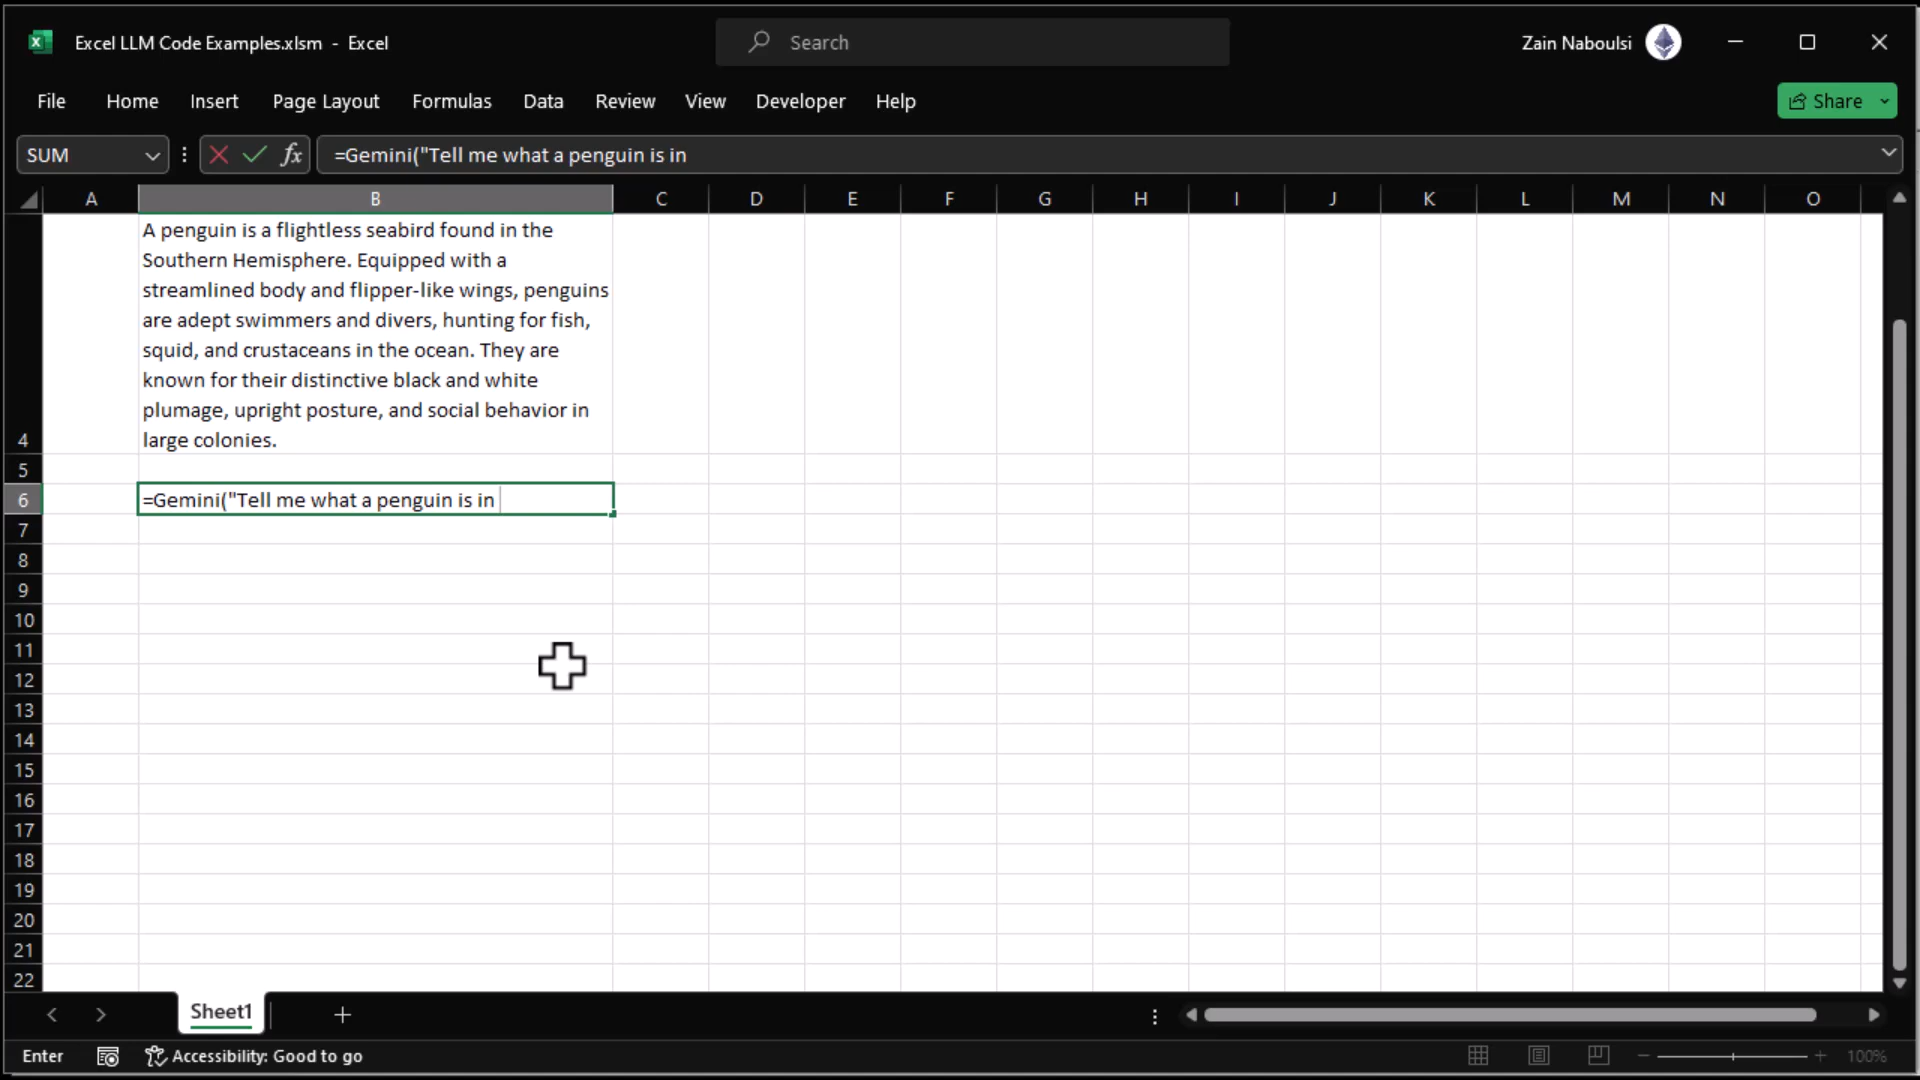 Excel LLM Code Examples.xlsm - Excel
Search
Zain Naboulsi
File Home Insert Page Layout Formulas Data Review View Developer Help
Share
SUM
fx
=Gemini("Tell me what a penguin is in
A B C D E F G H I J K L M N O
A penguin is a flightless seabird found in the
Southern Hemisphere. Equipped with a
streamlined body and flipper-like wings, penguins
are adept swimmers and divers, hunting for fish,
squid, and crustaceans in the ocean. They are
known for their distinctive black and white
plumage, upright posture, and social behavior in
4 large colonies.
5
6 =Gemini("Tell me what a penguin is in
7
8
9
10
11
12
13
14
15
16
17
18
19
20
21
22
Sheet1
Enter
Accessibility: Good to go
100%